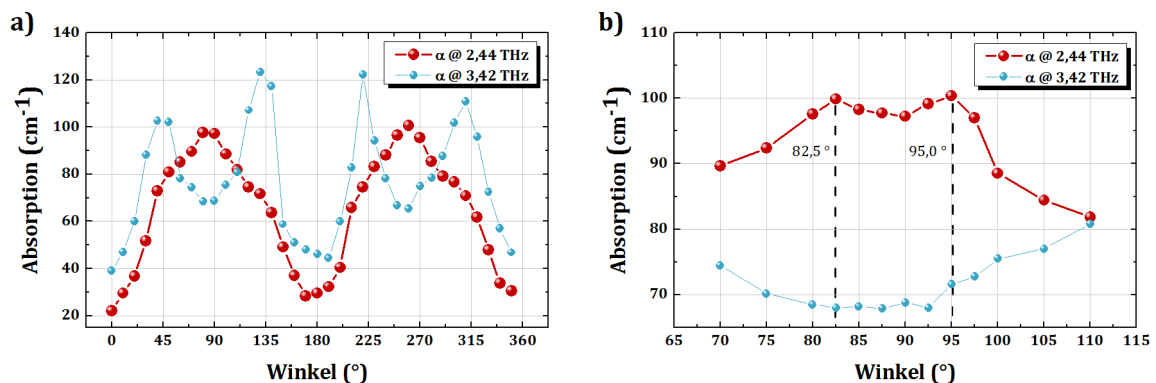 a)
Absorption (cm-1)
140
120
100
80
60
40
20
α @ 2,44 THz
α @ 3,42 THz
0 45 90 135 180 225 270 315 360
Winkel (°)
b)
Absorption (cm-1)
110
100
90
80
70
α @ 2,44 THz
α @ 3,42 THz
82,5 ° 95,0 °
65 70 75 80 85 90 95 100 105 110 115
Winkel (°)